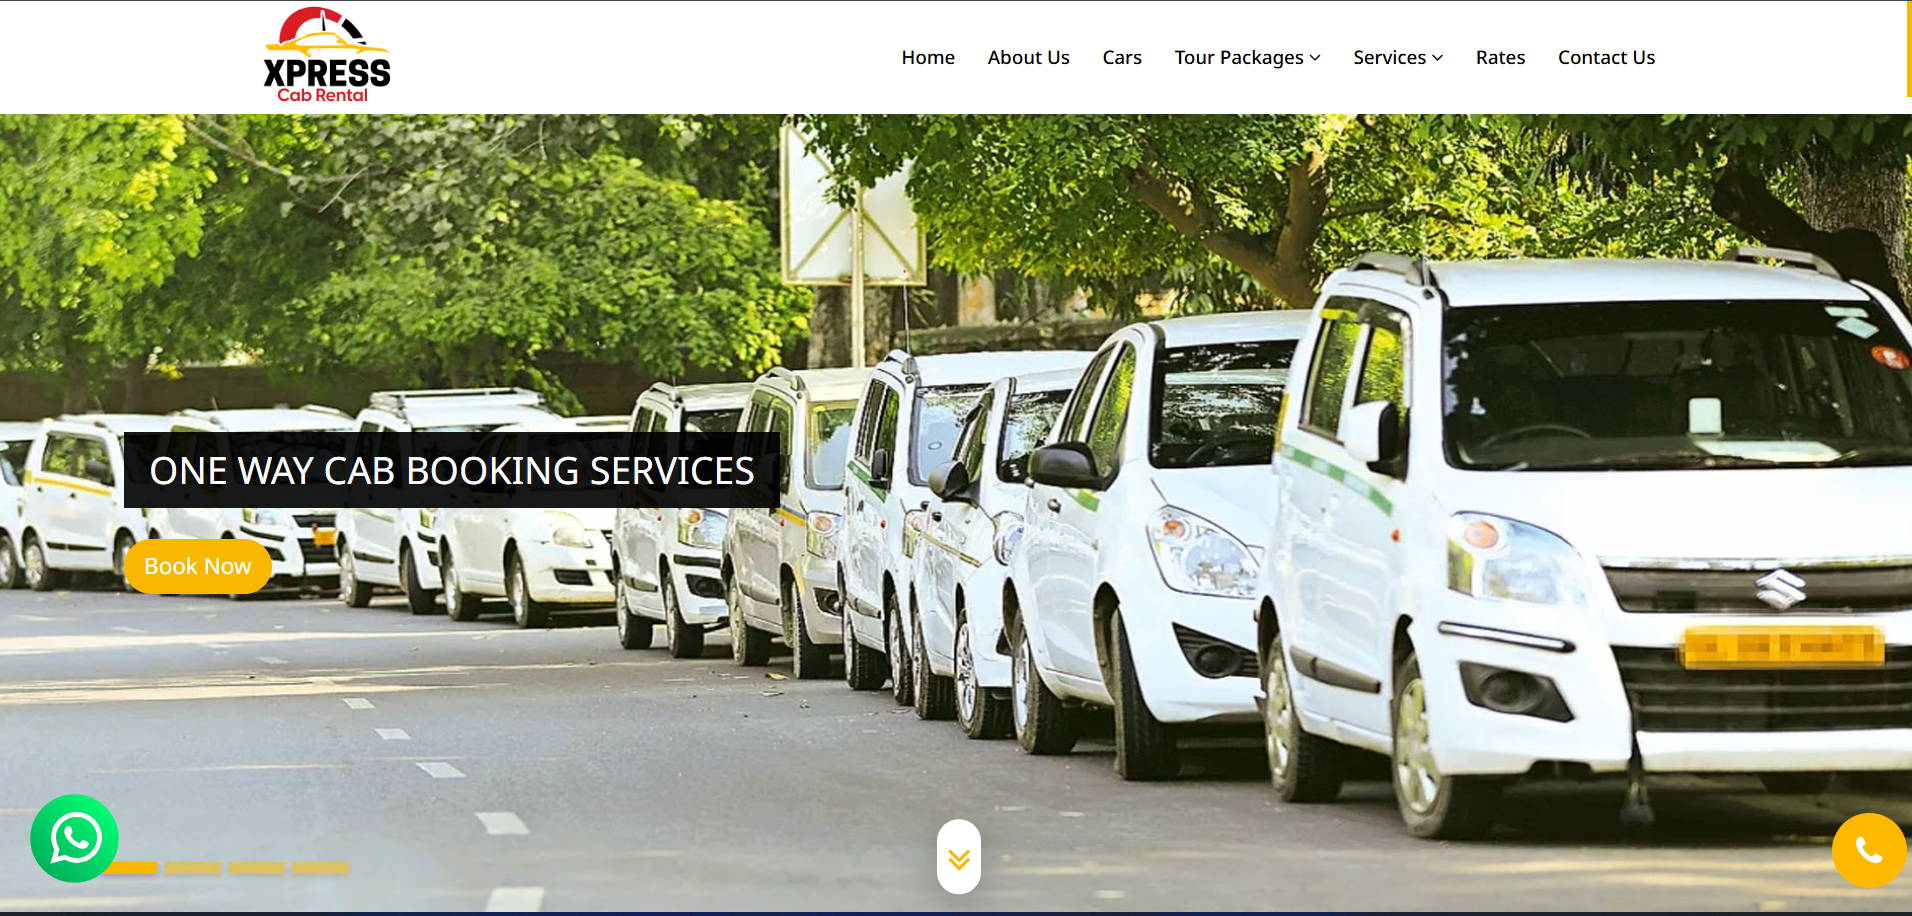 XPRESS
Cab Rental
Home
About Us
Cars
Tour Packages
Services
Rates
Contact Us
ONE WAY CAB BOOKING SERVICES
Book Now